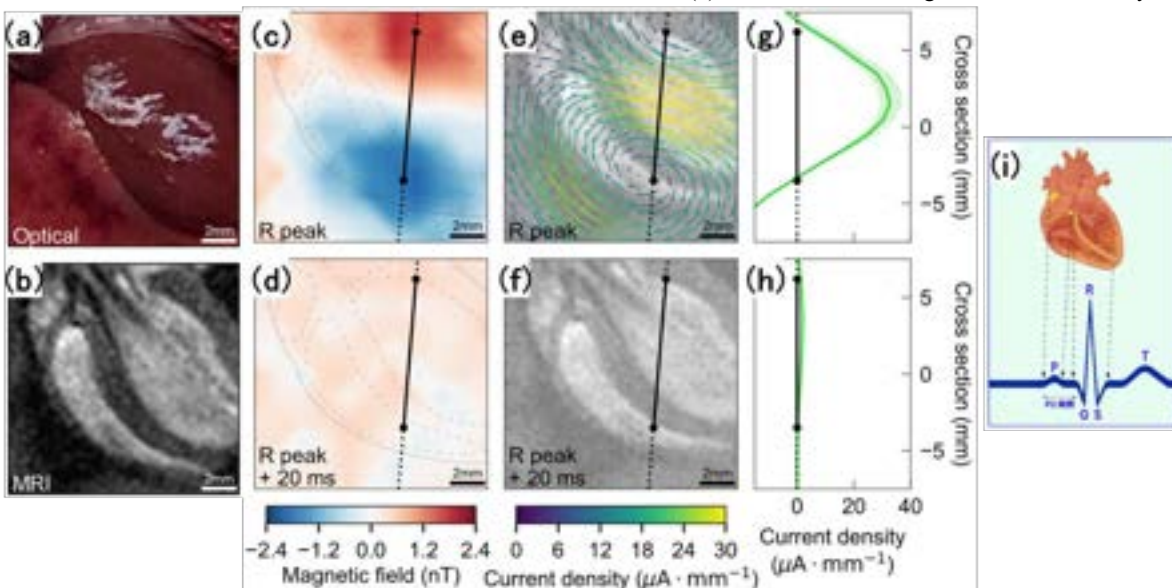 (a)
Optical
2mm
(b)
MRI
2mm
(c)
R peak
2mm
(d)
R peak
+ 20 ms
2mm
−2.4 −1.2 0.0 1.2 2.4
Magnetic field (nT)
(e)
R peak
2mm
(f)
R peak
+ 20 ms
2mm
0 6 12 18 24 30
Current density (μA · mm⁻¹)
(g)
5
0
−5
Cross section (mm)
(h)
5
0
−5
Cross section (mm)
0 20 40
Current density
(μA · mm⁻¹)
(i)
R
P
T
Q S